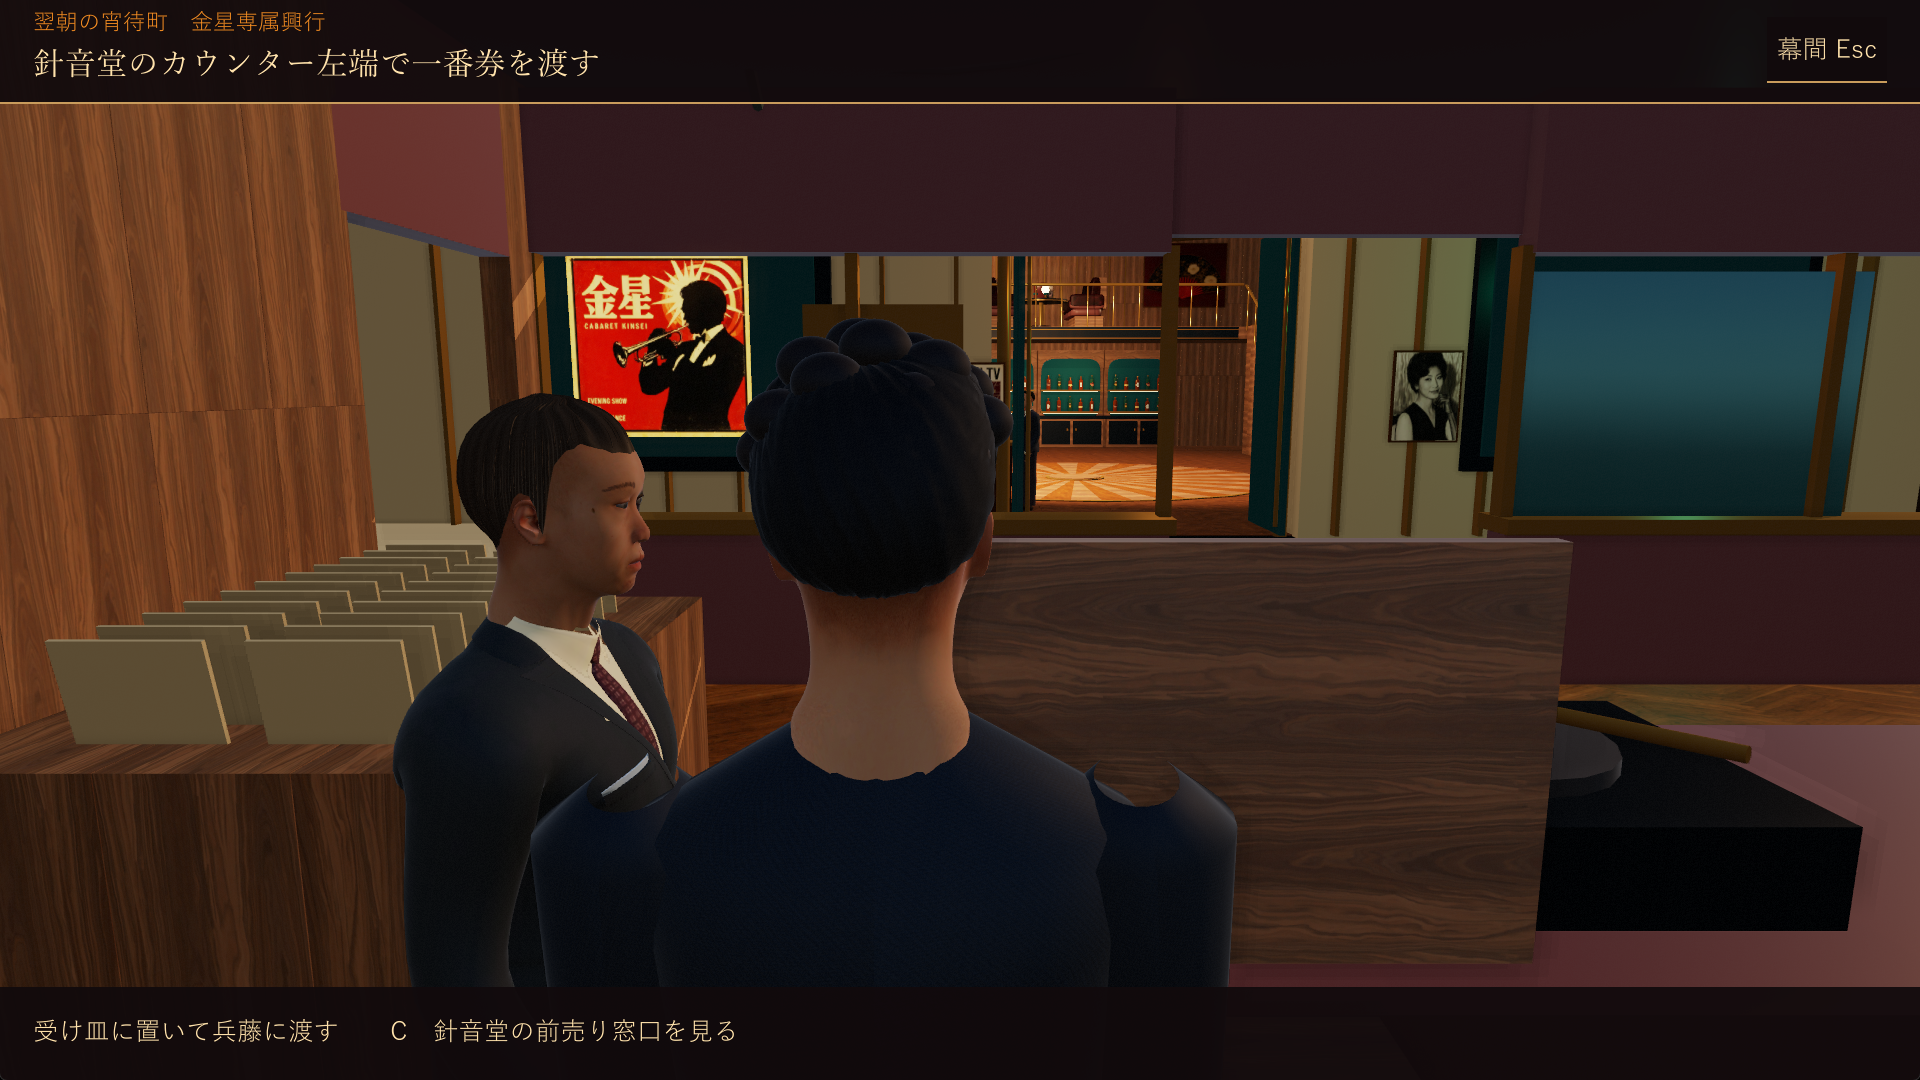 翌朝の宵待町　金星専属興行
針音堂のカウンター左端で一番券を渡す
幕間 Esc
金星
CABARET KINSEI
EVENING SHOW
TV
受け皿に置いて兵藤に渡す　　C　針音堂の前売り窓口を見る